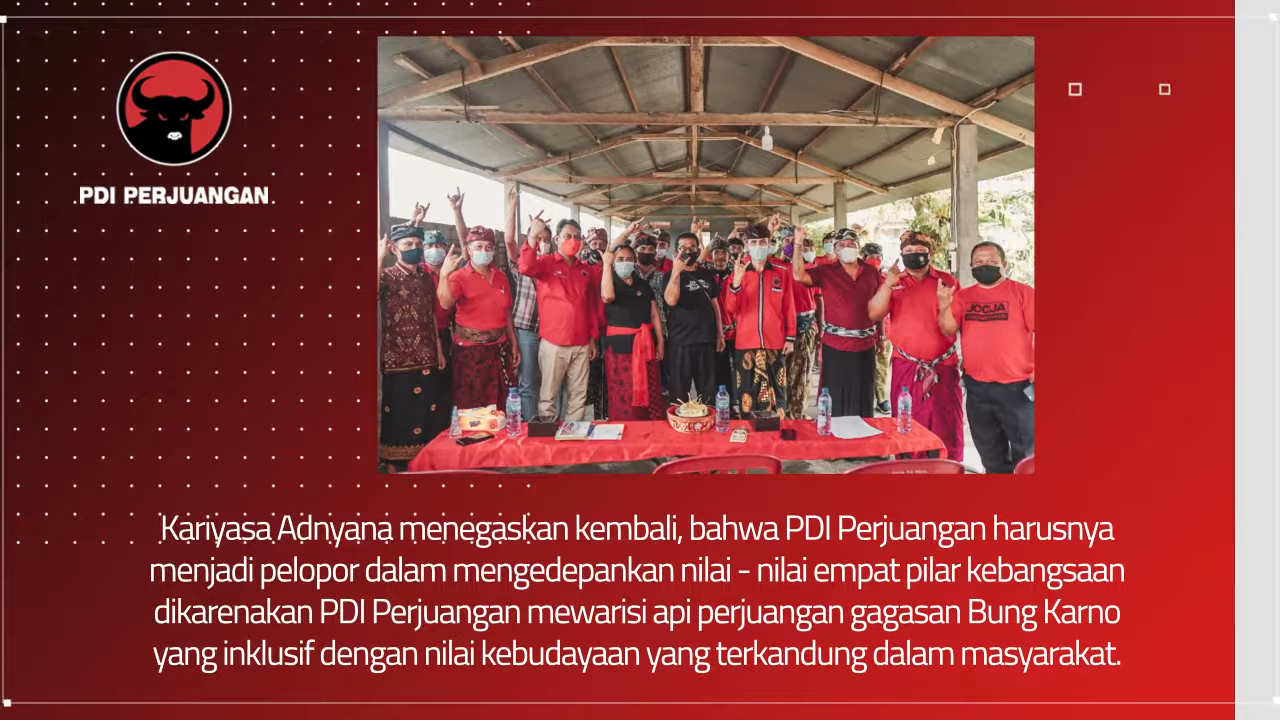 PDI PERJUANGAN
JOGJA
Kariyasa Adnyana menegaskan kembali, bahwa PDI Perjuangan harusnya
menjadi pelopor dalam mengedepankan nilai - nilai empat pilar kebangsaan
dikarenakan PDI Perjuangan mewarisi api perjuangan gagasan Bung Karno
yang inklusif dengan nilai kebudayaan yang terkandung dalam masyarakat.